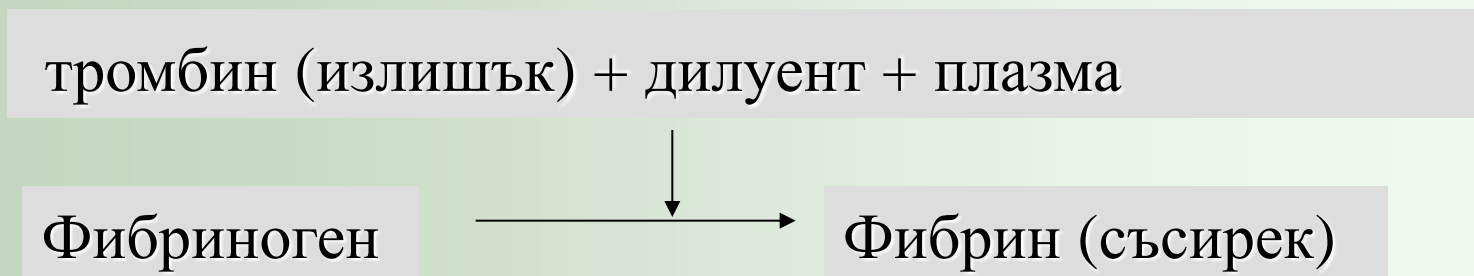 тромбин (излишък) + дилуент + плазма
Фибриноген
Фибрин (съсирек)